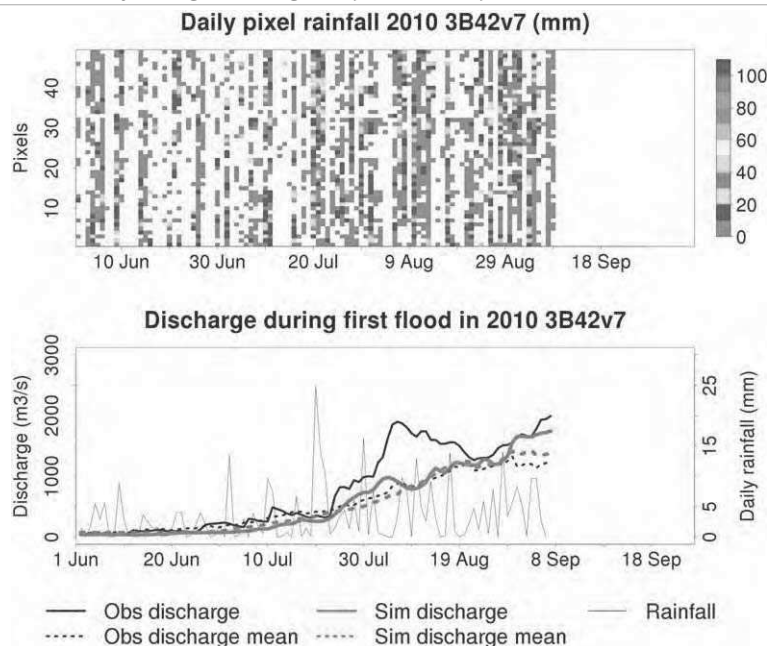 Daily pixel rainfall 2010 3B42v7 (mm)
Pixels
40
30
20
10
100
80
60
40
20
0
10 Jun 30 Jun 20 Jul 9 Aug 29 Aug 18 Sep
Discharge during first flood in 2010 3B42v7
Discharge (m3/s)
3000
2000
1000
0
Daily rainfall (mm)
25
15
5
0
1 Jun 20 Jun 10 Jul 30 Jul 19 Aug 8 Sep 18 Sep
Obs discharge Sim discharge Rainfall
Obs discharge mean Sim discharge mean